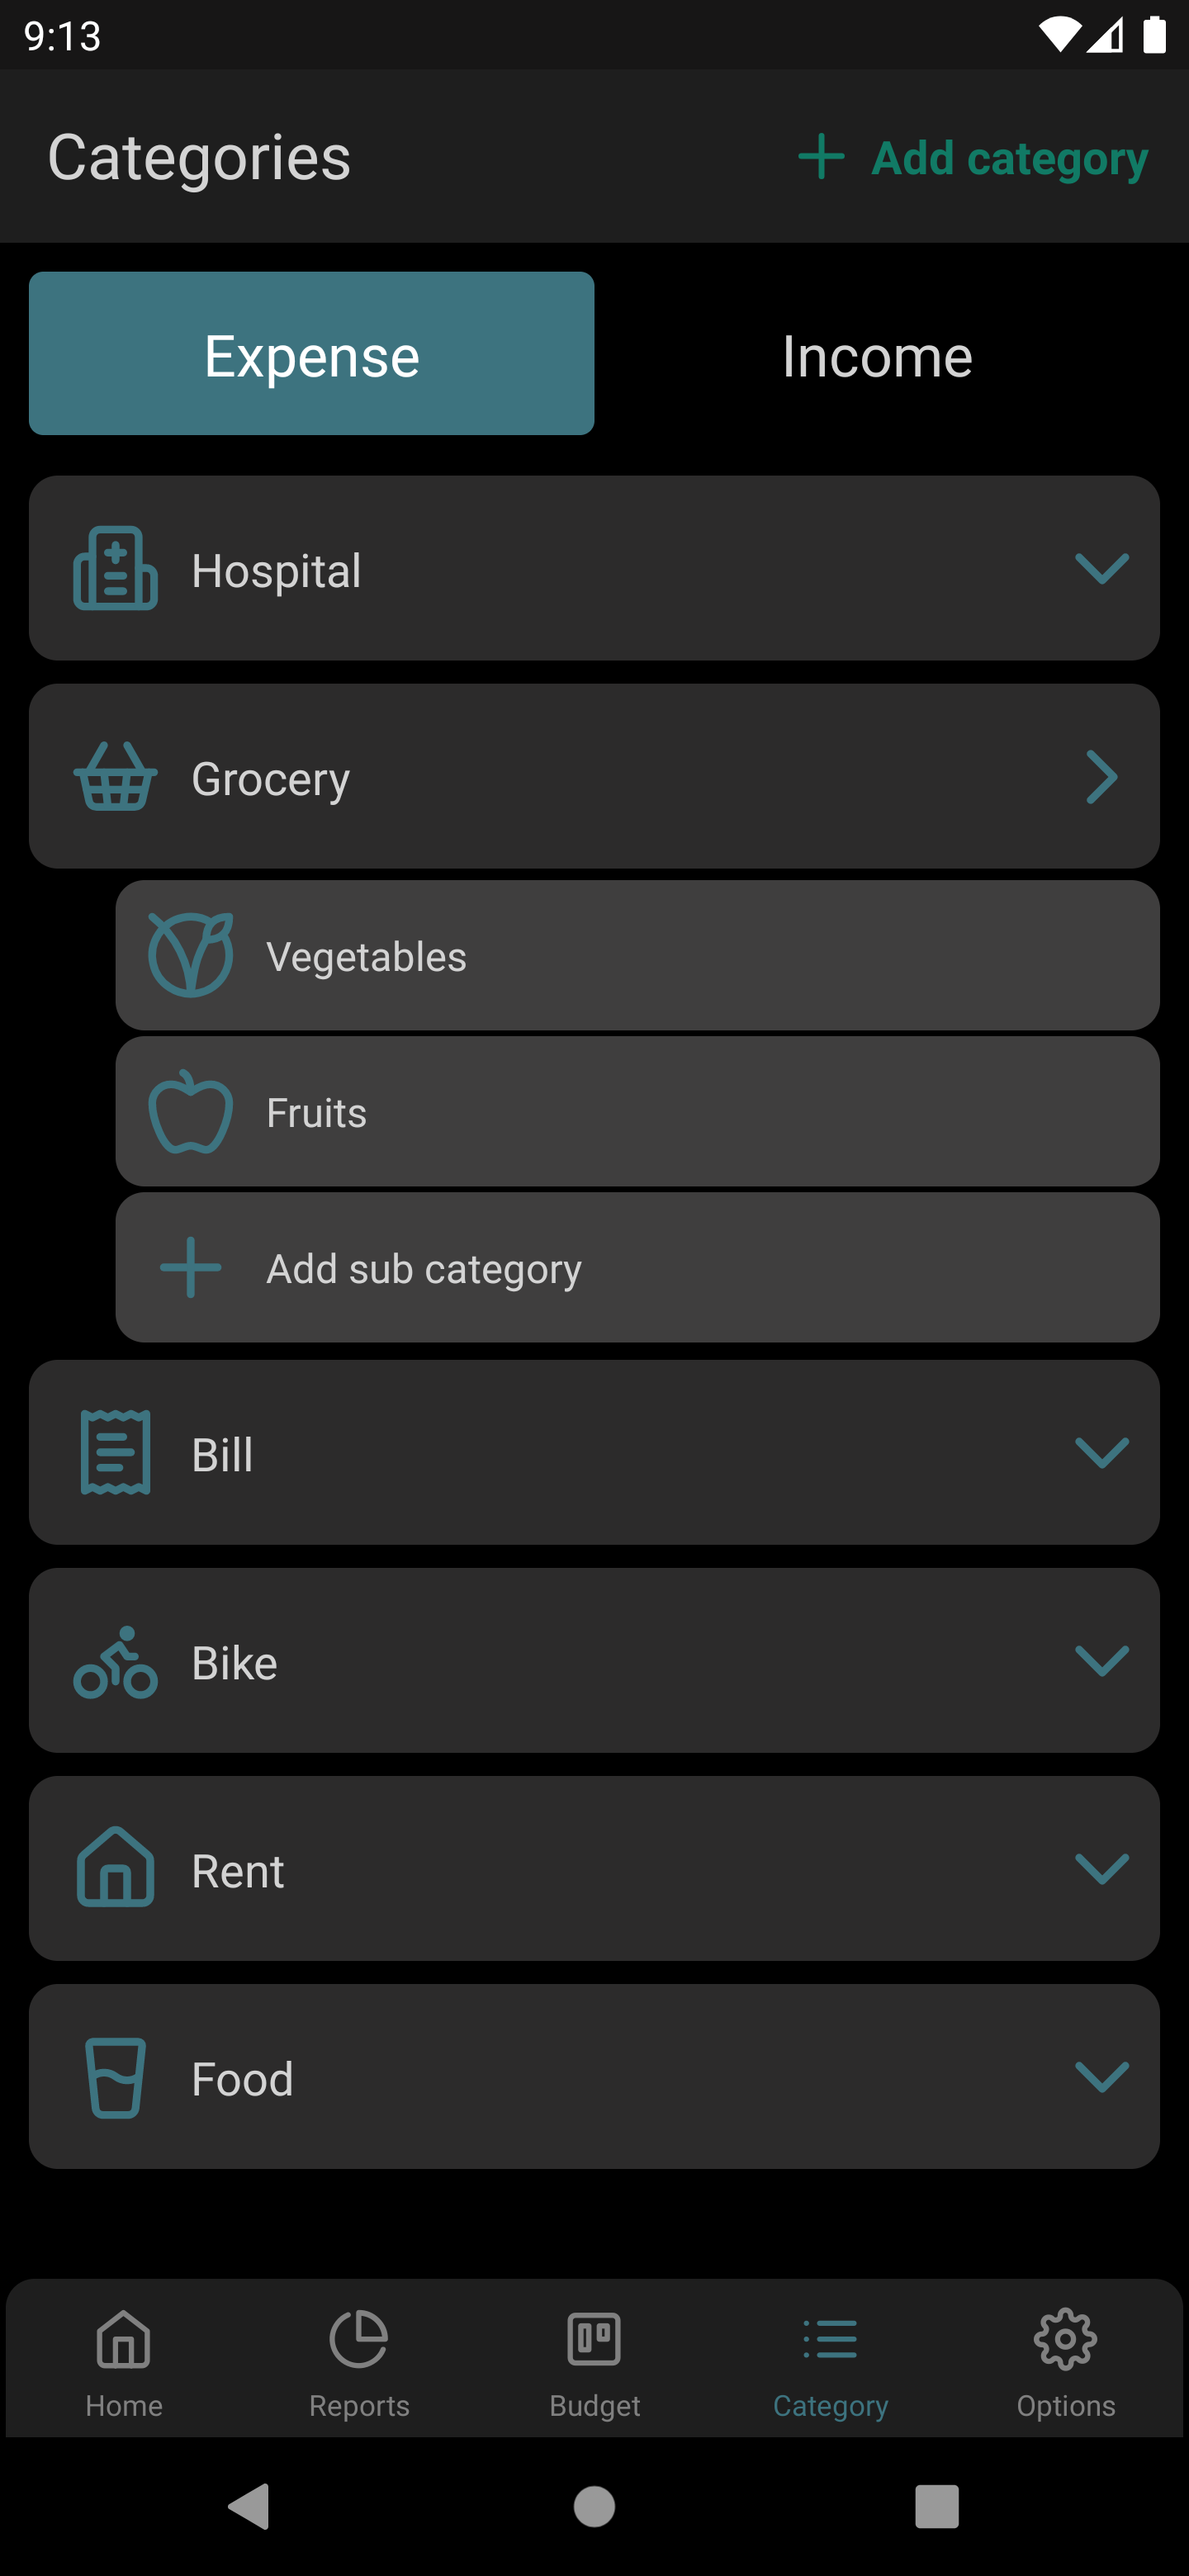 9:13
Categories
Add category
Expense
Income
Hospital
Grocery
Vegetables
Fruits
Add sub category
Bill
Bike
Rent
Food
Home
Reports
Budget
Category
Options